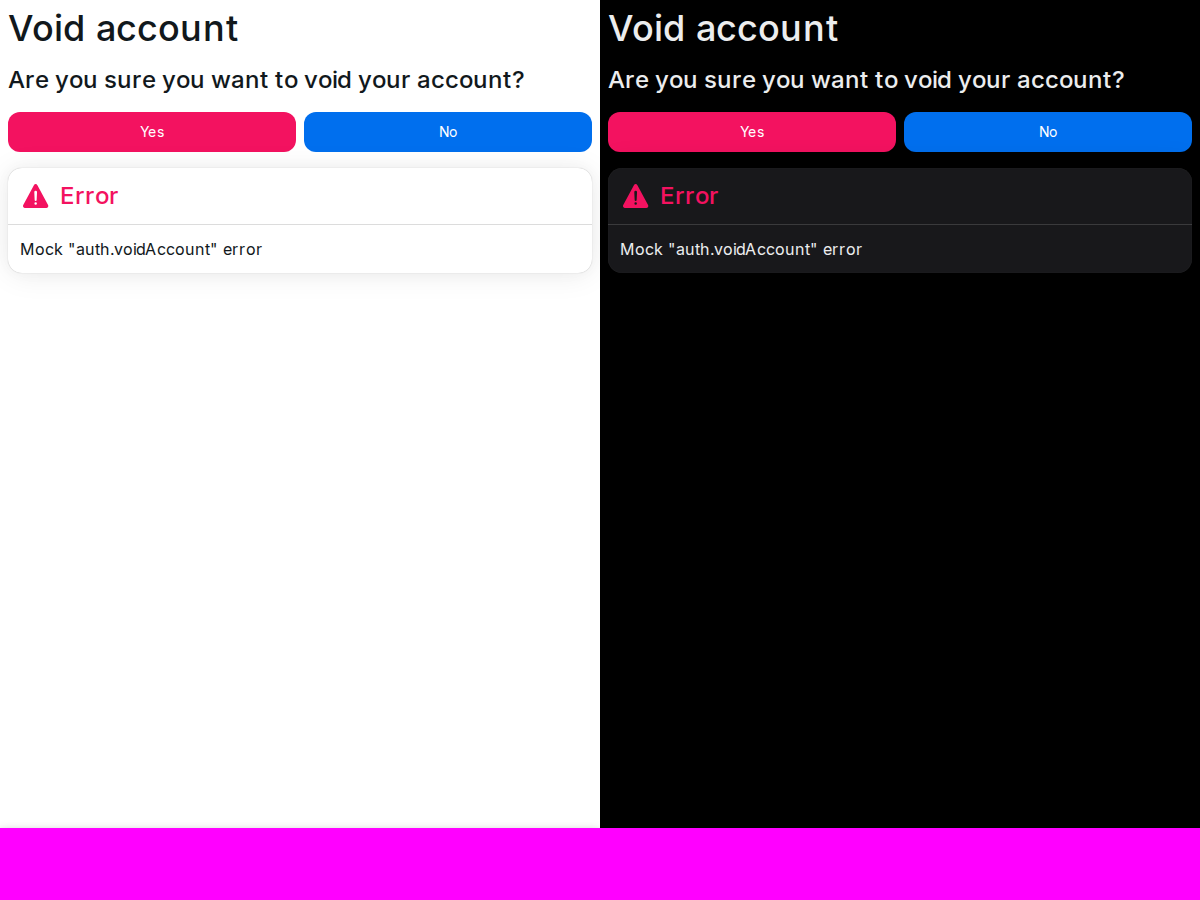 Void account
Are you sure you want to void your account?
Yes No
Error
Mock "auth.voidAccount" error
Void account
Are you sure you want to void your account?
Yes No
Error
Mock "auth.voidAccount" error